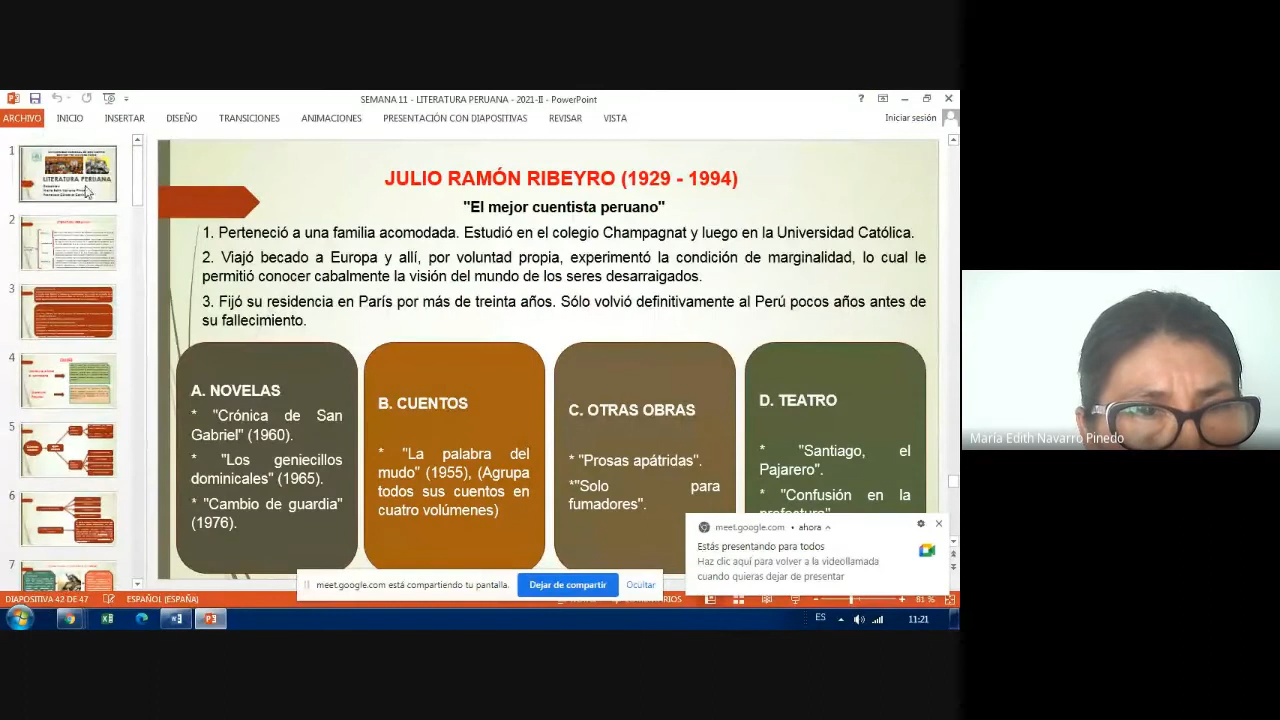 SEMANA 11 - LITERATURA PERUANA - 2021-II - PowerPoint
ARCHIVO INICIO INSERTAR DISEÑO TRANSICIONES ANIMACIONES PRESENTACIÓN CON DIAPOSITIVAS REVISAR VISTA Iniciar sesión
1
LITERATURA PERUANA
2
3
4
5
6
7
JULIO RAMÓN RIBEYRO (1929 - 1994)
"El mejor cuentista peruano"
1. Perteneció a una familia acomodada. Estudió en el colegio Champagnat y luego en la Universidad Católica.
2. Viajó becado a Europa y allí, por voluntad propia, experimentó la condición de marginalidad, lo cual le
permitió conocer cabalmente la visión del mundo de los seres desarraigados.
3. Fijó su residencia en París por más de treinta años. Sólo volvió definitivamente al Perú pocos años antes de
su fallecimiento.
A. NOVELAS
* "Crónica de San
Gabriel" (1960).
* "Los geniecillos
dominicales" (1965).
* "Cambio de guardia"
(1976).
B. CUENTOS
* "La palabra del
mudo" (1955), (Agrupa
todos sus cuentos en
cuatro volúmenes)
C. OTRAS OBRAS
* "Prosas apátridas".
*"Solo para
fumadores".
D. TEATRO
* "Santiago, el
Pajarero".
* "Confusión en la
prefectura".
meet.google.com • ahora
Estás presentando para todos
Haz clic aquí para volver a la videollamada
cuando quieras dejar de presentar
meet.google.com está compartiendo tu pantalla. Dejar de compartir Ocultar
DIAPOSITIVA 42 DE 47 ESPAÑOL (ESPAÑA) 81 %
ES 11:21
María Edith Navarro Pinedo